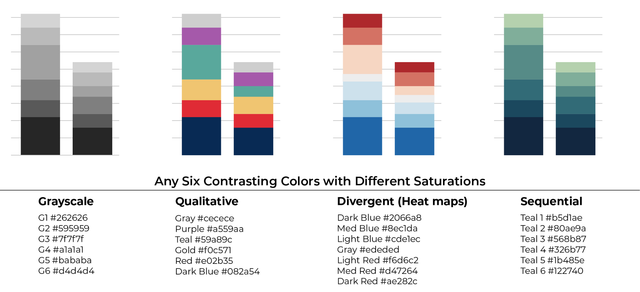 Any Six Contrasting Colors with Different Saturations
Grayscale
G1 #262626
G2 #595959
G3 #7f7f7f
G4 #a1a1a1
G5 #bababa
G6 #d4d4d4
Qualitative
Gray #cecece
Purple #a559aa
Teal #59a89c
Gold #f0c571
Red #e02b35
Dark Blue #082a54
Divergent (Heat maps)
Dark Blue #2066a8
Med Blue #8ec1da
Light Blue #cde1ec
Gray #ededed
Light Red #f6d6c2
Med Red #d47264
Dark Red #ae282c
Sequential
Teal 1 #b5d1ae
Teal 2 #80ae9a
Teal 3 #568b87
Teal 4 #326b77
Teal 5 #1b485e
Teal 6 #122740